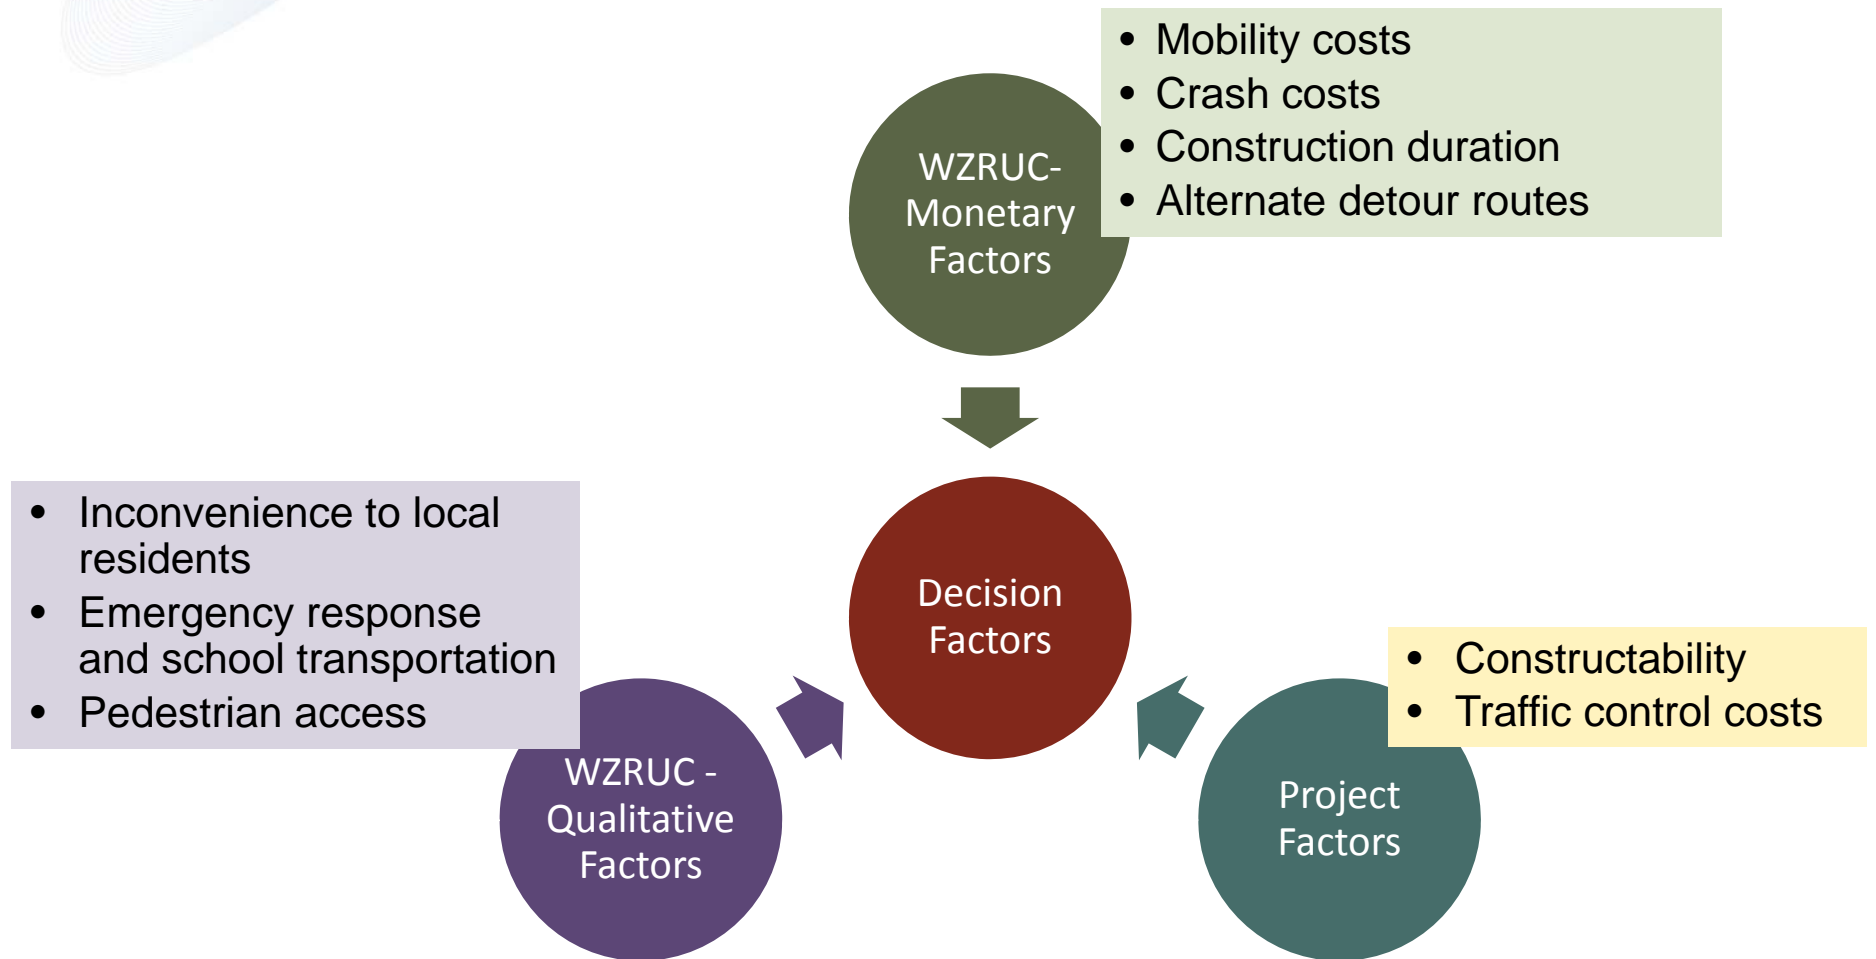 • Mobility costs
• Crash costs
• Construction duration
• Alternate detour routes
WZRUC-
Monetary
Factors
• Inconvenience to local
residents
• Emergency response
and school transportation
• Pedestrian access
Decision
Factors
• Constructability
• Traffic control costs
WZRUC -
Qualitative
Factors
Project
Factors